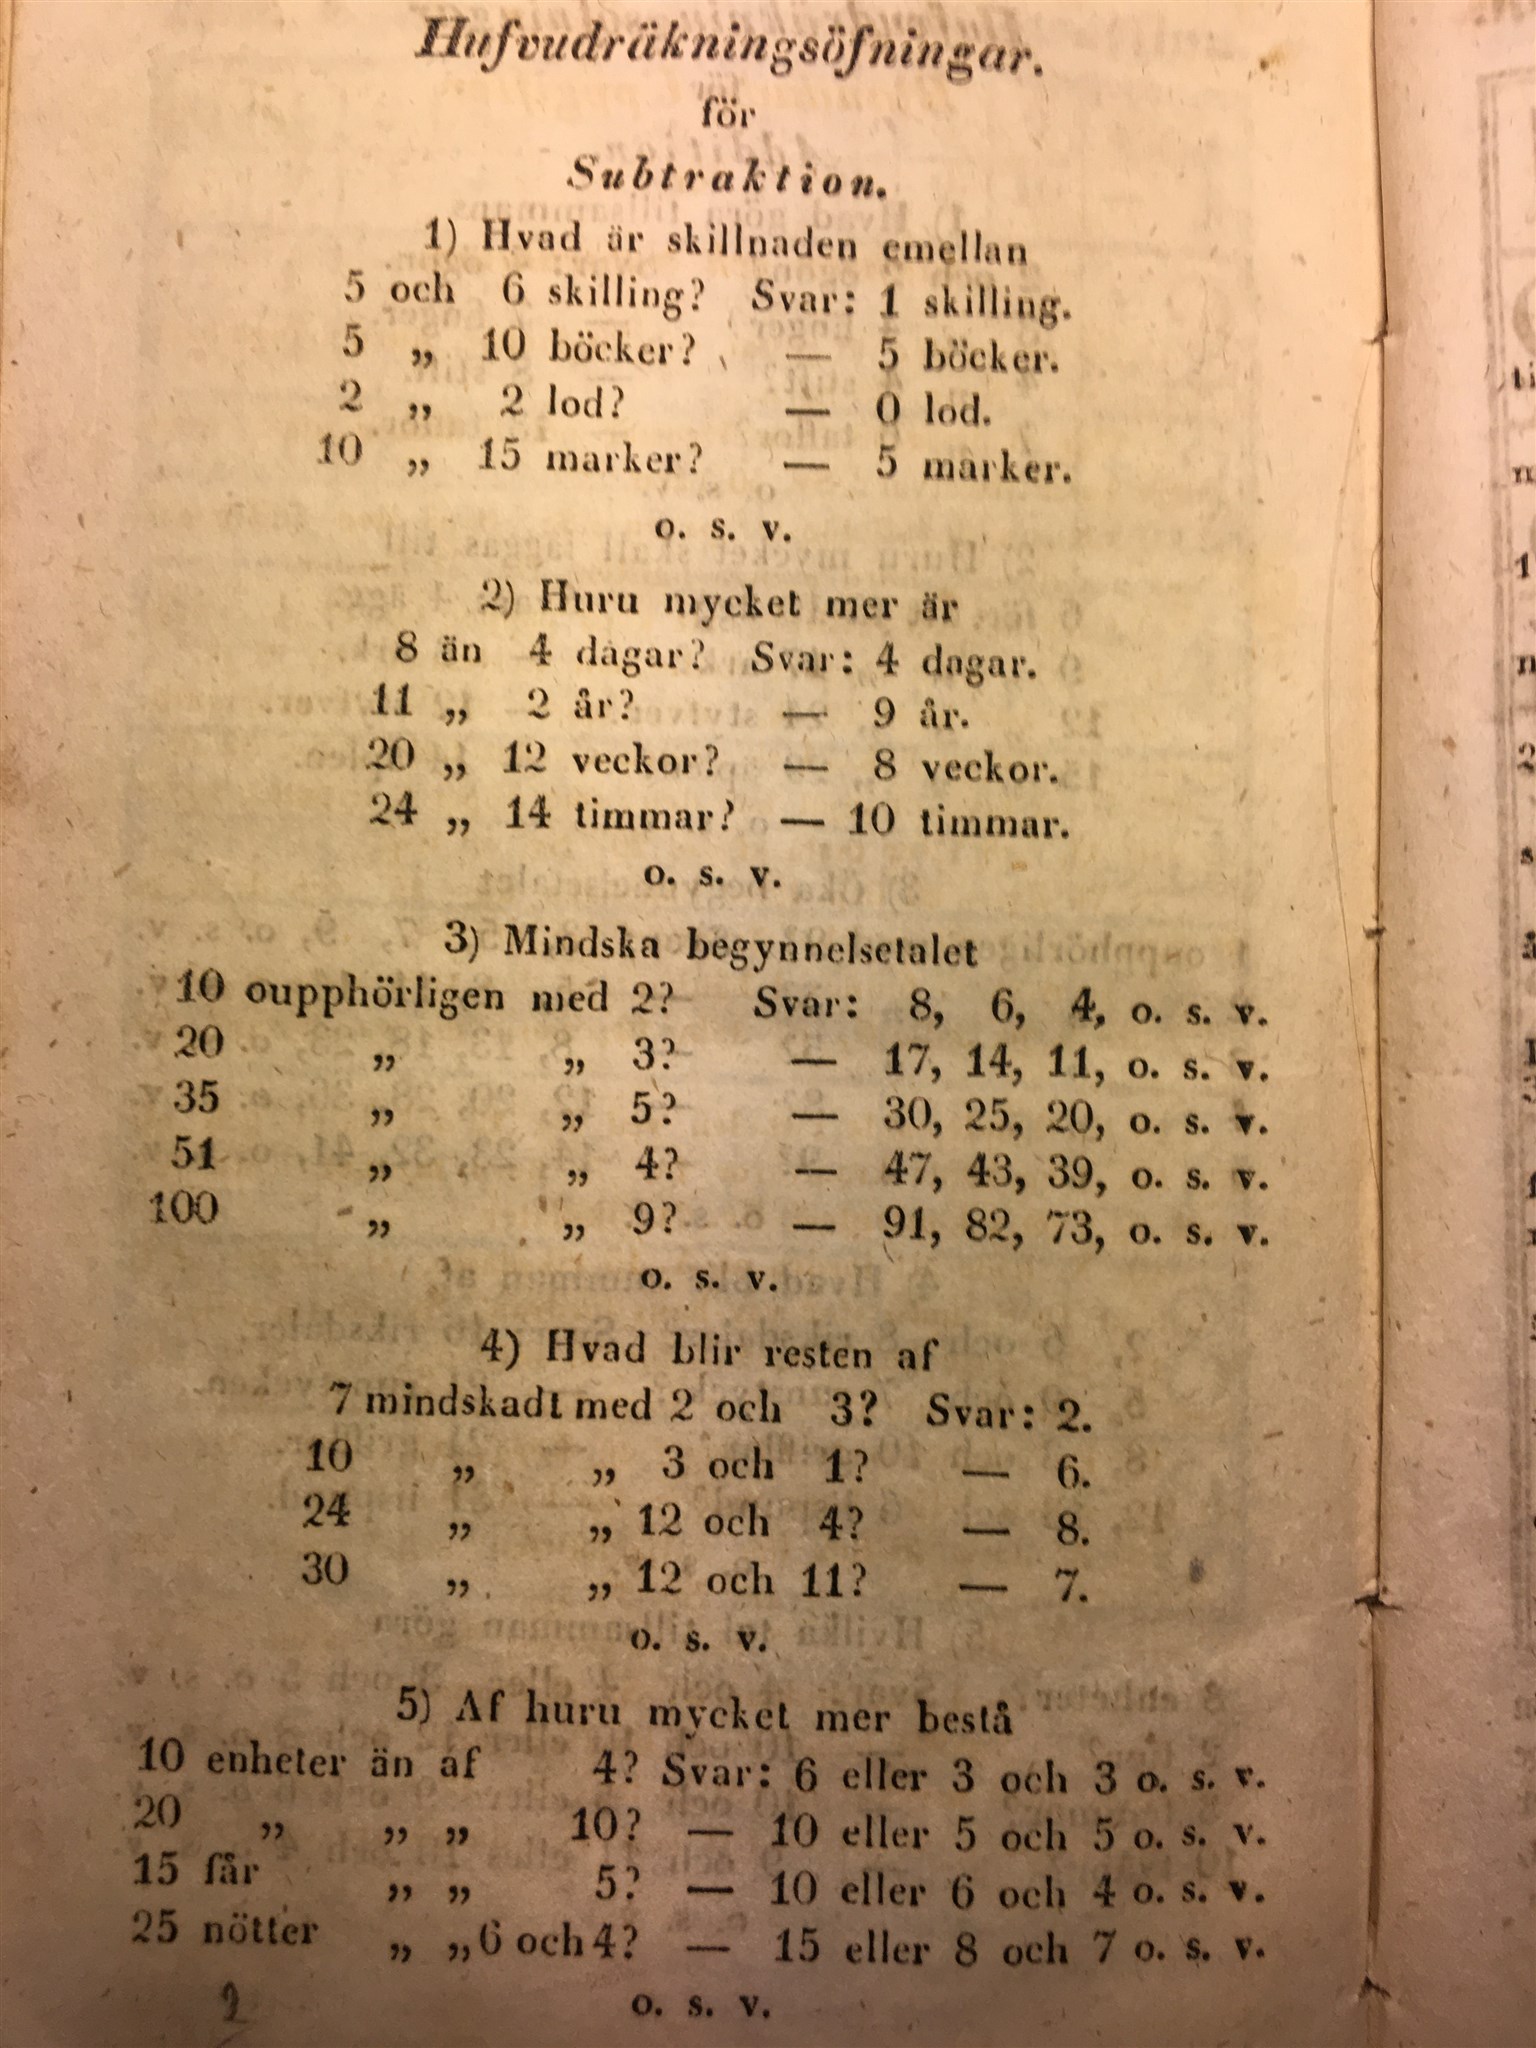 Hufvudräkningsöfningar.
för
Subtraktion.
1) Hvad är skillnaden emellan
5 och 6 skilling? Svar: 1 skilling.
5 „ 10 böcker? — 5 böcker.
2 „ 2 lod? — 0 lod.
10 „ 15 marker? — 5 marker.
o. s. v.
2) Huru mycket mer är
8 än 4 dagar? Svar: 4 dagar.
11 „ 2 år? — 9 år.
20 „ 12 veckor? — 8 veckor.
24 „ 14 timmar? — 10 timmar.
o. s. v.
3) Mindska begynnelsetalet
10 oupphörligen med 2? Svar: 8, 6, 4, o. s. v.
20 „ „ 3? — 17, 14, 11, o. s. v.
35 „ „ 5? — 30, 25, 20, o. s. v.
51 „ „ 4? — 47, 43, 39, o. s. v.
100 „ „ 9? — 91, 82, 73, o. s. v.
o. s. v.
4) Hvad blir resten af
7 mindskadt med 2 och 3? Svar: 2.
10 „ „ 3 och 1? — 6.
24 „ „ 12 och 4? — 8.
30 „ „ 12 och 11? — 7.
o. s. v.
5) Af huru mycket mer bestå
10 enheter än af 4? Svar: 6 eller 3 och 3 o. s. v.
20 „ „ „ 10? — 10 eller 5 och 5 o. s. v.
15 får „ „ 5? — 10 eller 6 och 4 o. s. v.
25 nötter „ „ 6 och 4? — 15 eller 8 och 7 o. s. v.
o. s. v.